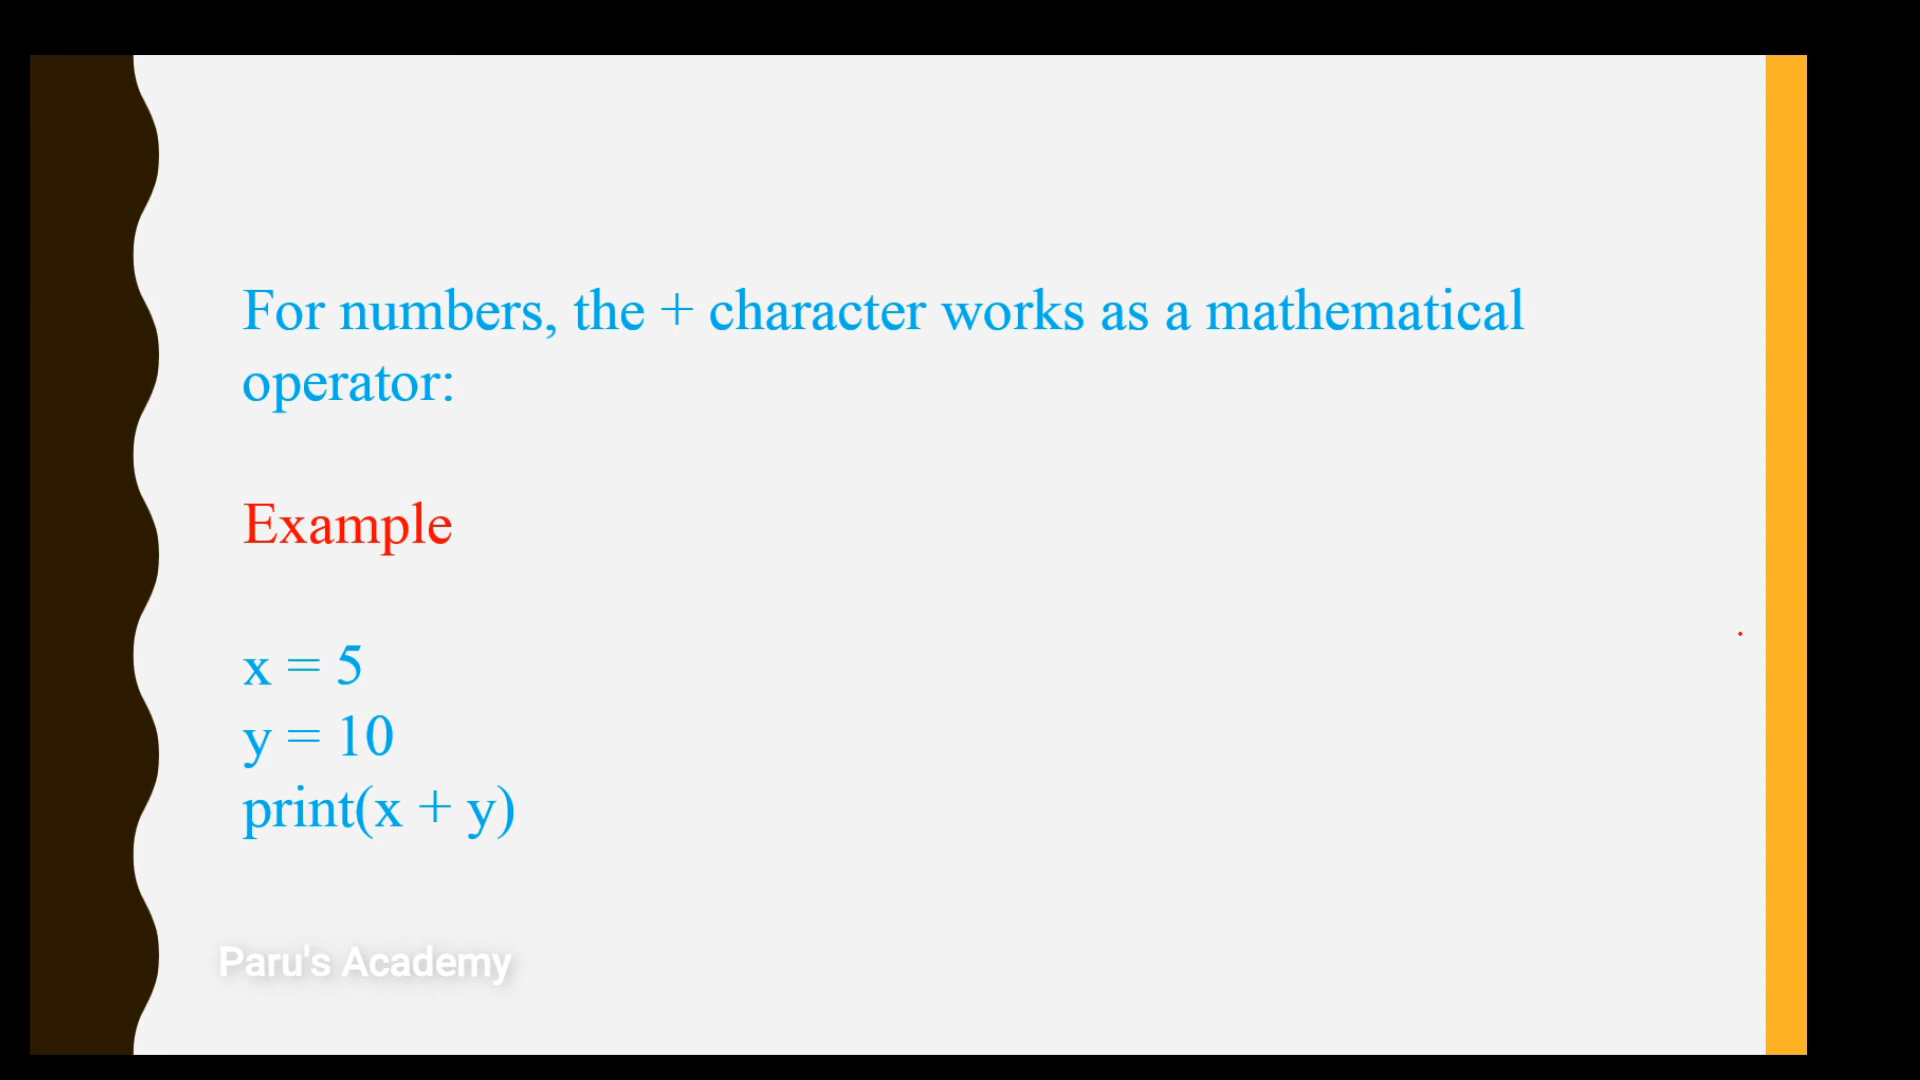 For numbers, the + character works as a mathematical
operator:
Example
x = 5
y = 10
print(x + y)
Paru's Academy